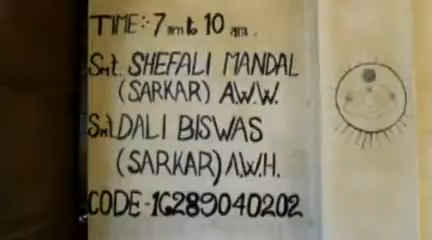 TIME:- 7 am to 10 am.
Smt. SHEFALI MANDAL
(SARKAR) A.W.W.
Smt. DALI BISWAS
(SARKAR) A.W.H.
CODE-16289040202